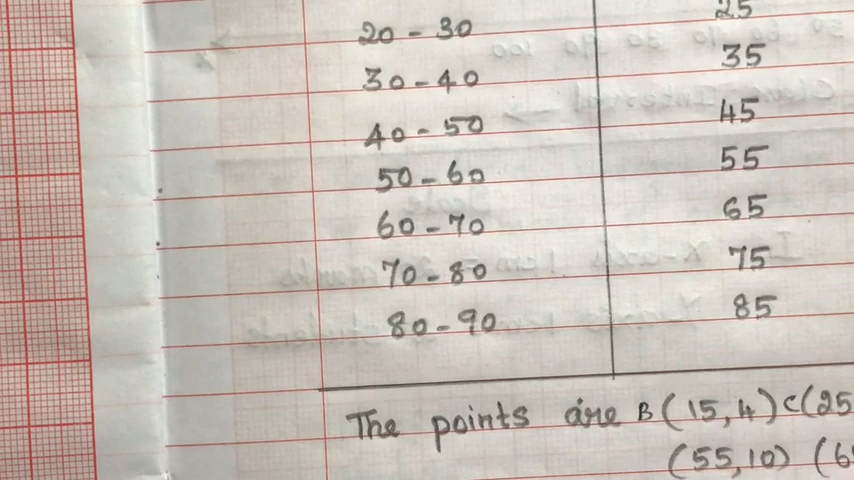 25
20 - 30
35
30 - 40
45
40 - 50
55
50 - 60
65
60 - 70
75
70 - 80
85
80 - 90
The points are B (15,4) C(25
(55,10) (6